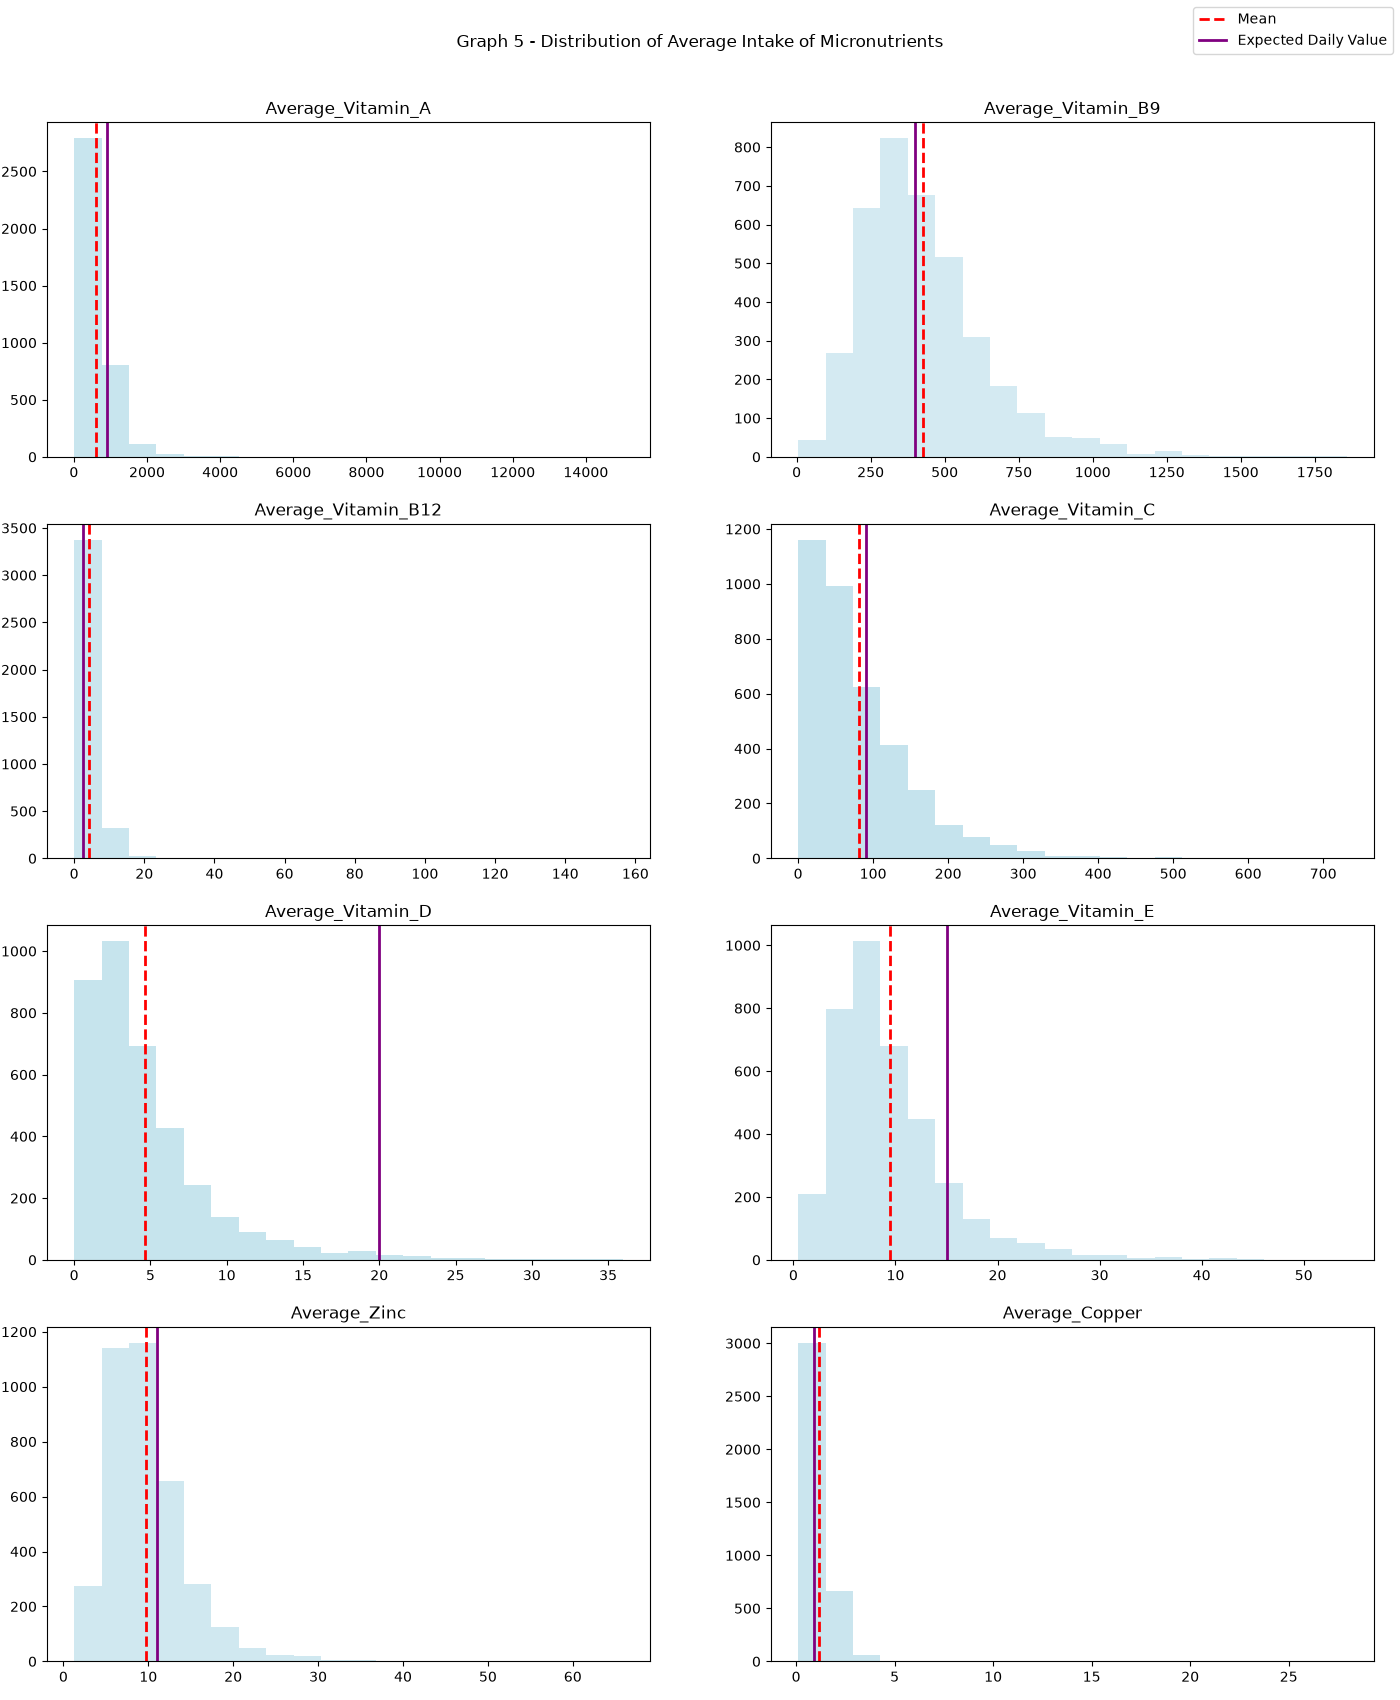 Mean
Graph 5 - Distribution of Average Intake of Micronutrients
Expected Daily Value
Average_Vitamin_A
2500
2000
1500
1000
500
0
0 2000 4000 6000 8000 10000 12000 14000
Average_Vitamin_B9
800
700
600
500
400
300
200
100
0
0 250 500 750 1000 1250 1500 1750
Average_Vitamin_B12
3500
3000
2500
2000
1500
1000
500
0
0 20 40 60 80 100 120 140 160
Average_Vitamin_C
1200
1000
800
600
400
200
0
0 100 200 300 400 500 600 700
Average_Vitamin_D
1000
800
600
400
200
0
0 5 10 15 20 25 30 35
Average_Vitamin_E
1000
800
600
400
200
0
0 10 20 30 40 50
Average_Zinc
1200
1000
800
600
400
200
0
0 10 20 30 40 50 60
Average_Copper
3000
2500
2000
1500
1000
500
0
0 5 10 15 20 25